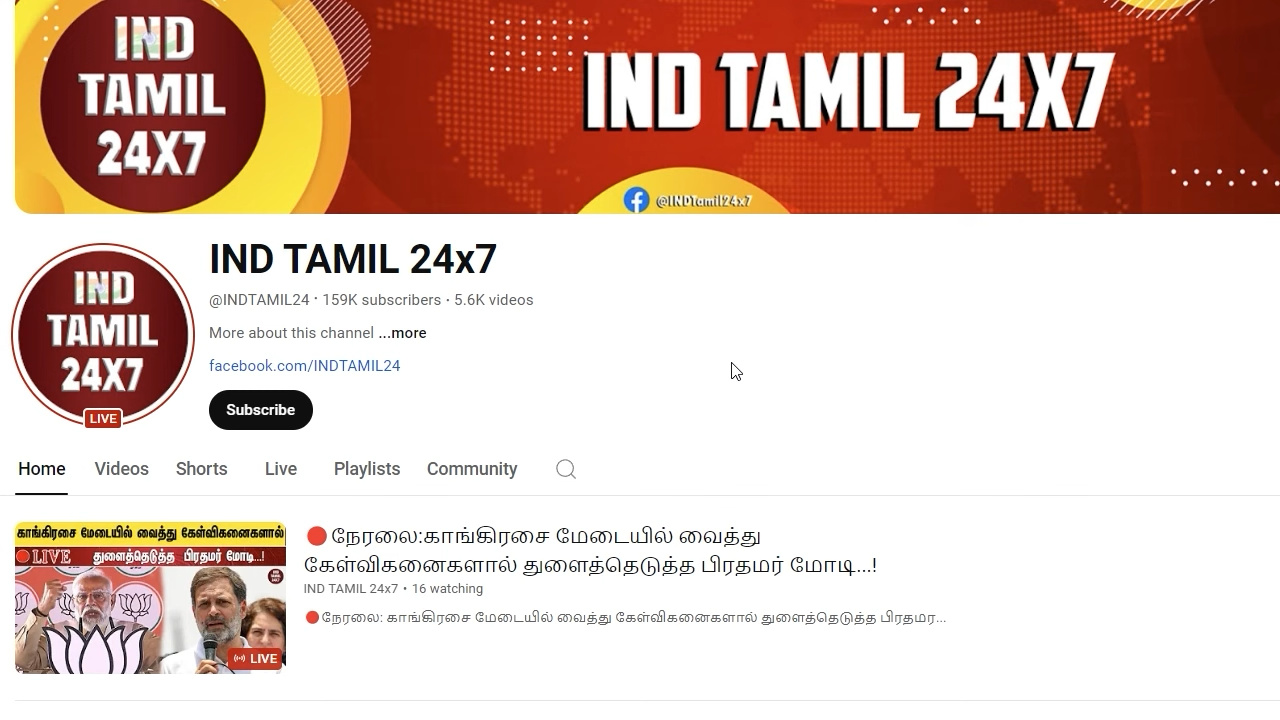 IND
TAMIL
24X7
IND TAMIL 24X7
@INDTamil24x7
IND
TAMIL
24X7
LIVE
IND TAMIL 24x7
@INDTAMIL24 · 159K subscribers · 5.6K videos
More about this channel ...more
facebook.com/INDTAMIL24
Subscribe
Home Videos Shorts Live Playlists Community
காங்கிரசை மேடையில் வைத்து கேள்விகனைகளால்
LIVE துளைத்தெடுத்த பிரதமர் மோடி...!
LIVE
🔴நேரலை:காங்கிரசை மேடையில் வைத்து
கேள்விகனைகளால் துளைத்தெடுத்த பிரதமர் மோடி...!
IND TAMIL 24x7 • 16 watching
🔴நேரலை: காங்கிரசை மேடையில் வைத்து கேள்விகனைகளால் துளைத்தெடுத்த பிரதமர...